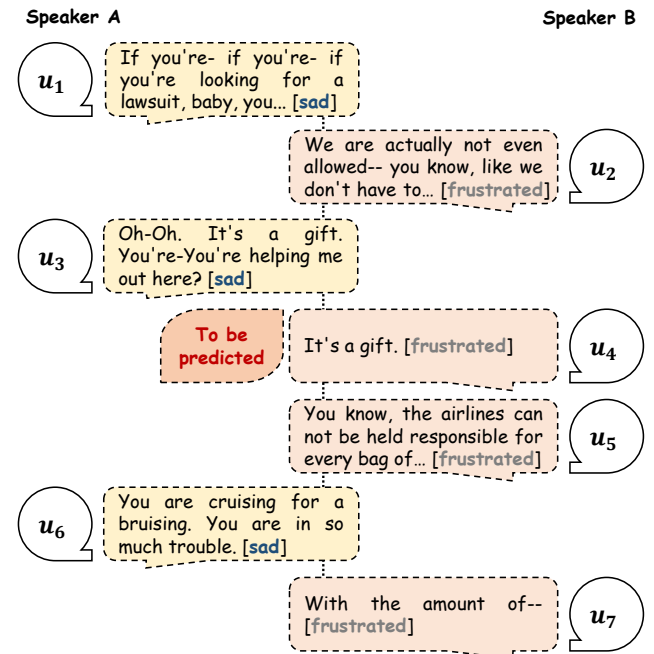 Speaker A
Speaker B
u1
If you're- if you're- if
you're looking for a
lawsuit, baby, you... [sad]
We are actually not even
allowed-- you know, like we
don't have to... [frustrated]
u2
u3
Oh-Oh. It's a gift.
You're-You're helping me
out here? [sad]
To be
predicted
It's a gift. [frustrated]
u4
You know, the airlines can
not be held responsible for
every bag of... [frustrated]
u5
u6
You are cruising for a
bruising. You are in so
much trouble. [sad]
With the amount of--
[frustrated]
u7